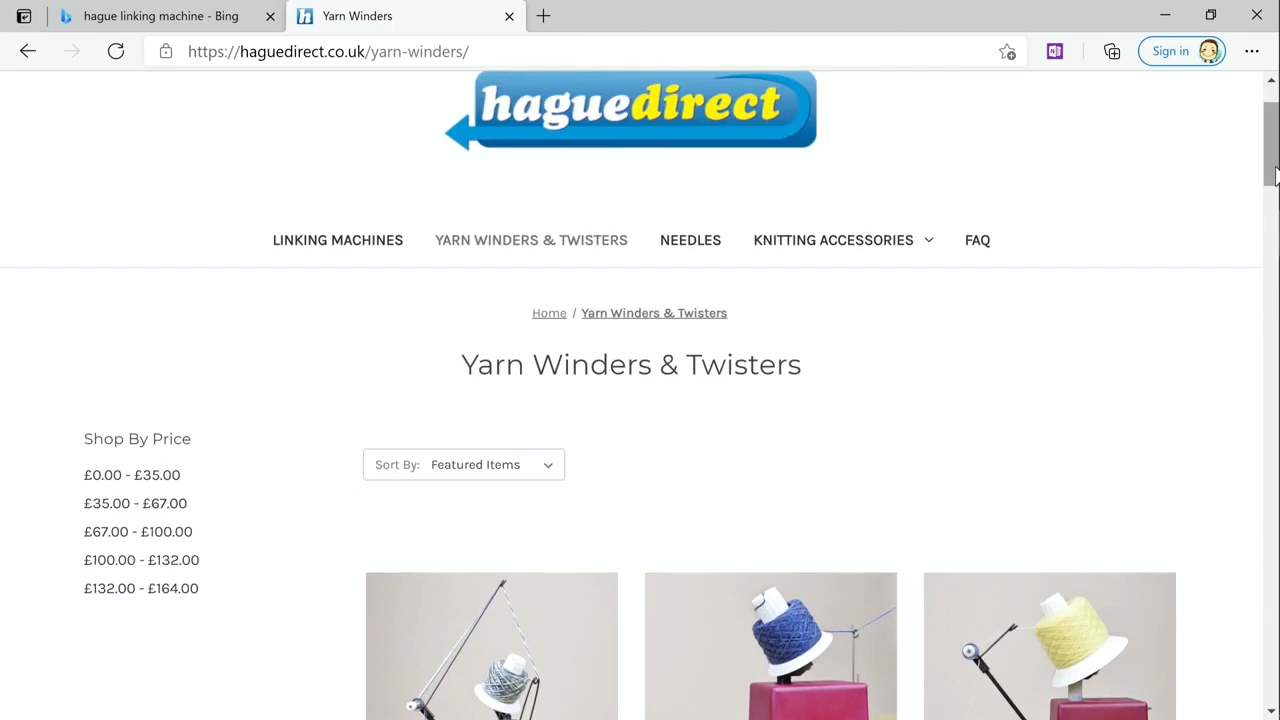 hague linking machine - Bing
Yarn Winders
https://haguedirect.co.uk/yarn-winders/
Sign in
haguedirect
LINKING MACHINES YARN WINDERS & TWISTERS NEEDLES KNITTING ACCESSORIES FAQ
Home / Yarn Winders & Twisters
Yarn Winders & Twisters
Shop By Price
£0.00 - £35.00
£35.00 - £67.00
£67.00 - £100.00
£100.00 - £132.00
£132.00 - £164.00
Sort By: Featured Items